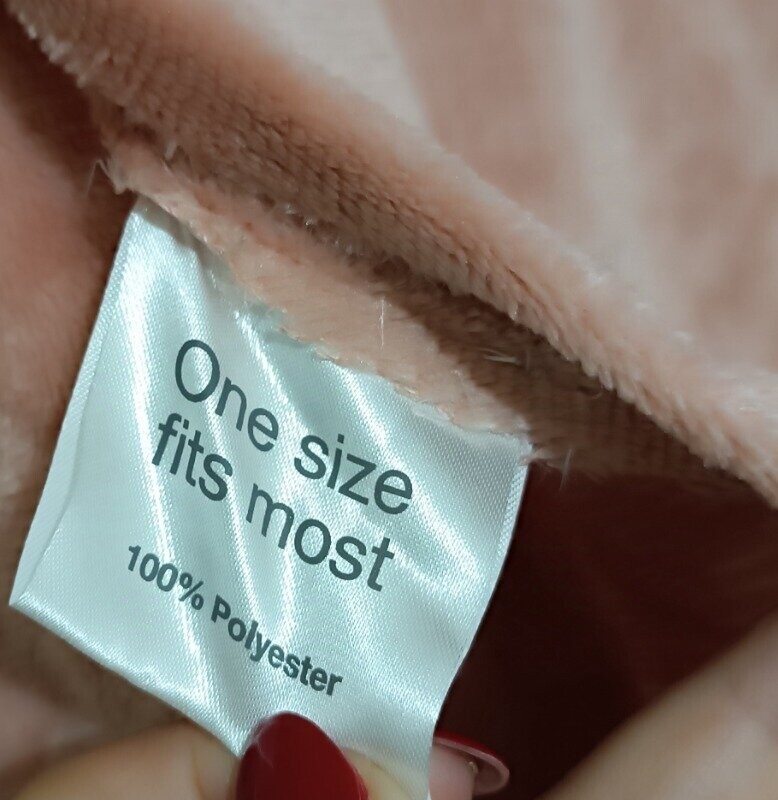 One size
fits most
100% Polyester